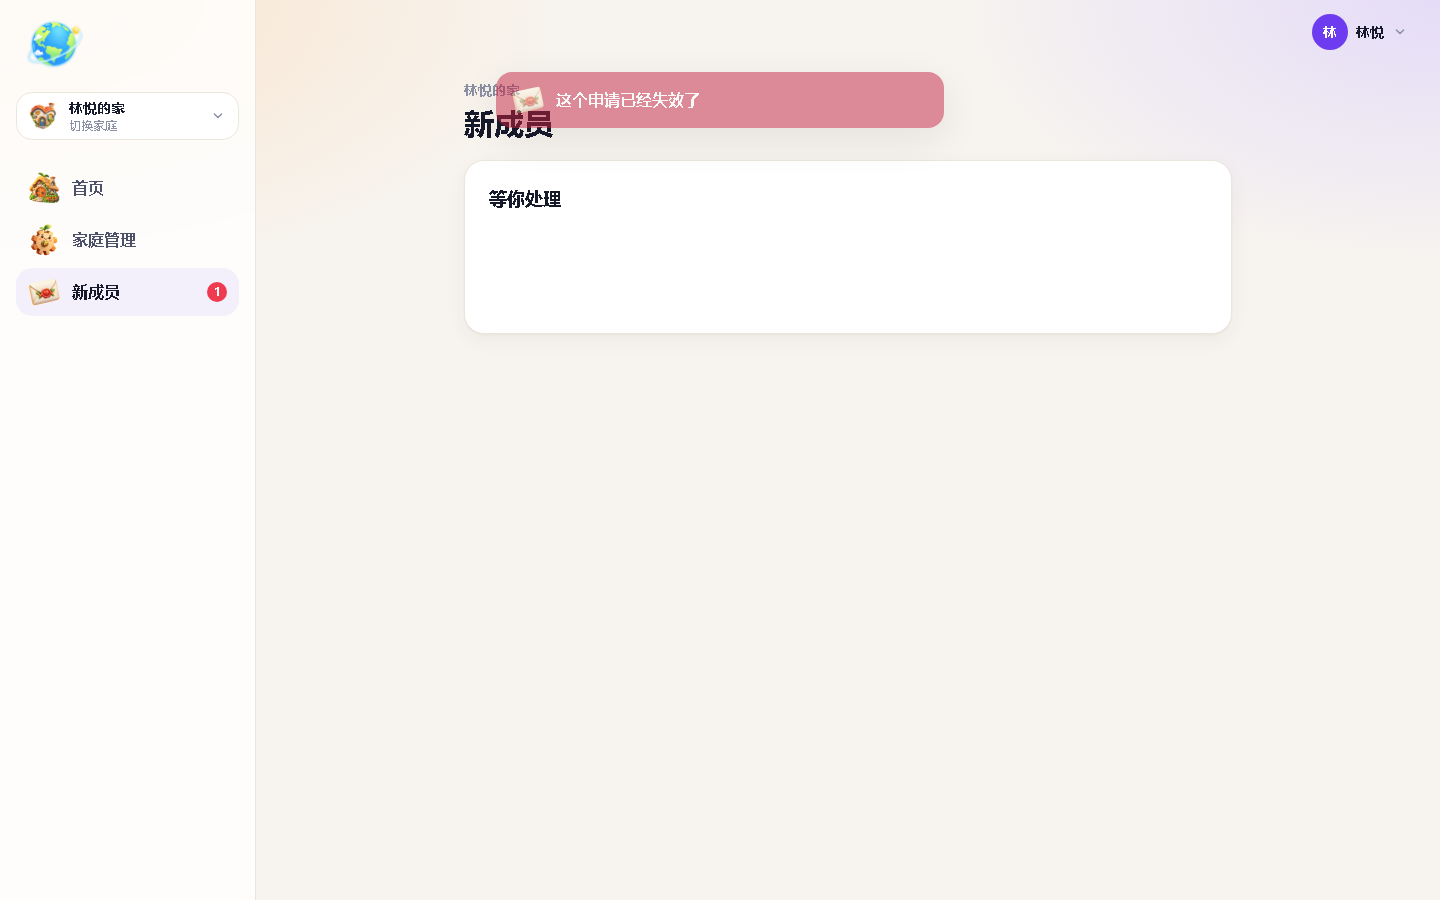 林 林悦
林悦的家
切换家庭
首页
家庭管理
新成员 1
林悦的家
这个申请已经失效了
新成员
等你处理